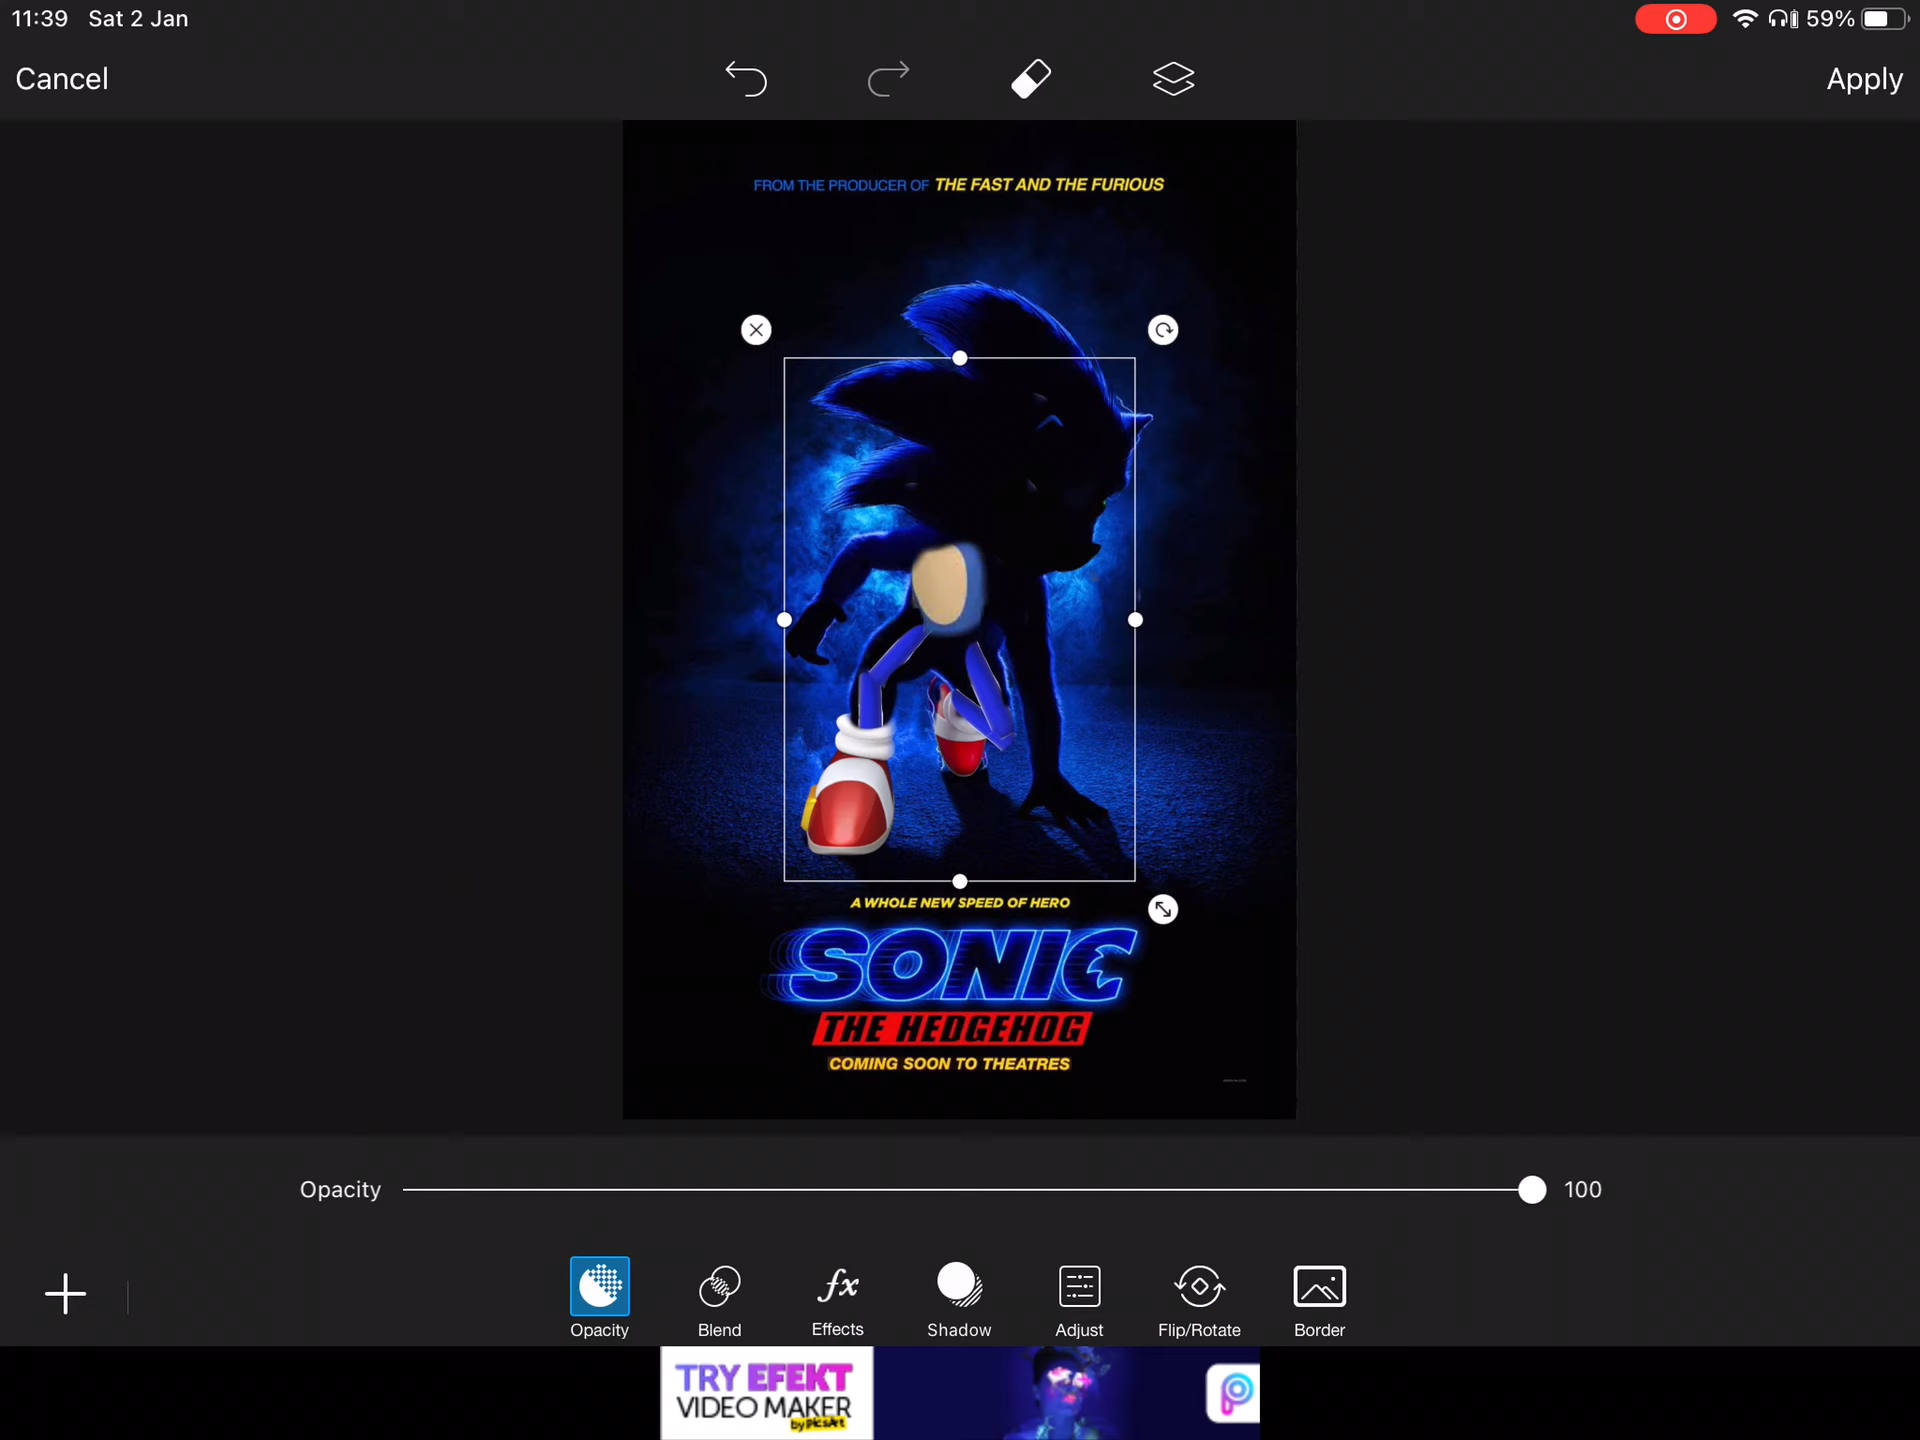 11:39 Sat 2 Jan 59%
Cancel
Apply
FROM THE PRODUCER OF THE FAST AND THE FURIOUS
A WHOLE NEW SPEED OF HERO
SONIC
THE HEDGEHOG
COMING SOON TO THEATRES
Opacity 100
Opacity Blend Effects Shadow Adjust Flip/Rotate Border
TRY EFEKT
VIDEO MAKER
by PicsArt